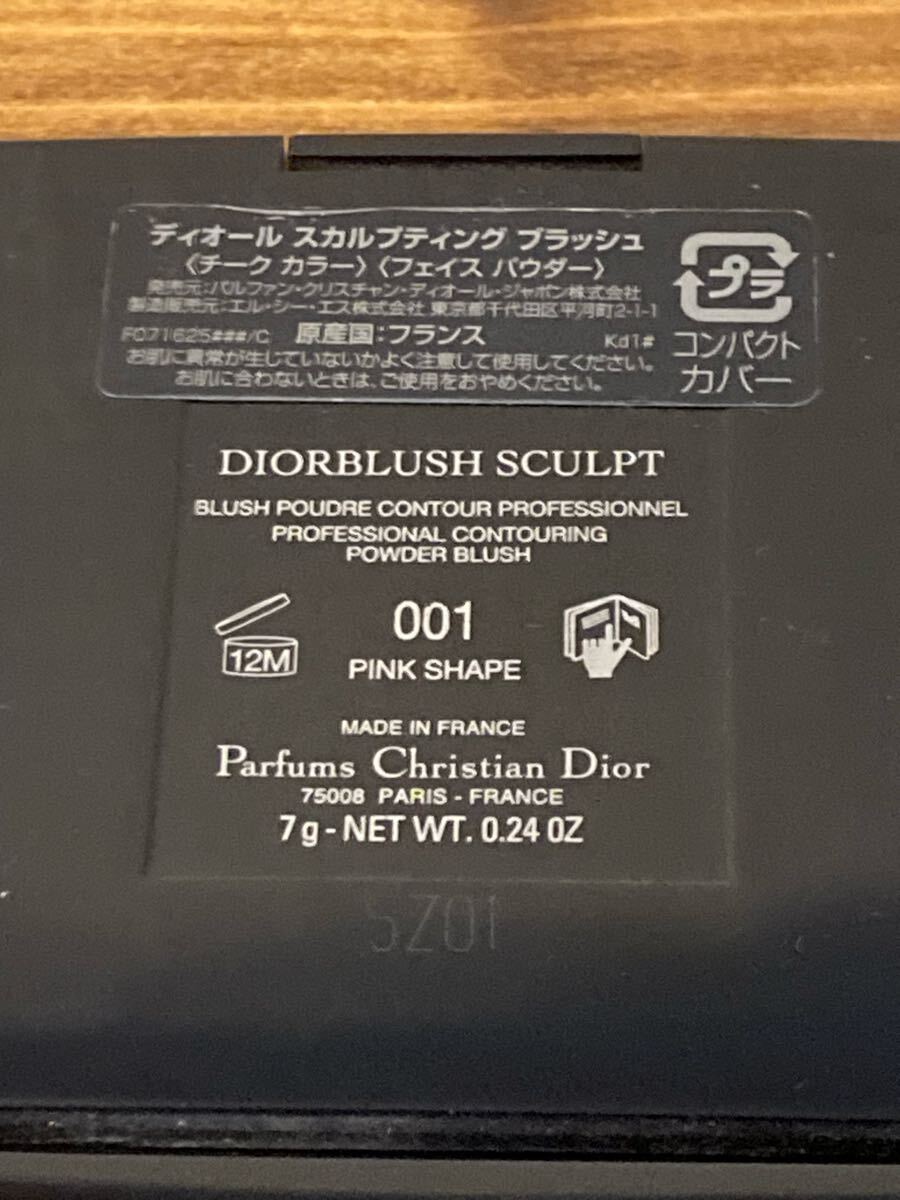 ディオール スカルプティング ブラッシュ
〈チーク カラー〉〈フェイス パウダー〉
発売元:パルファン・クリスチャン・ディオール・ジャポン株式会社
製造販売元:エル・シー・エス株式会社 東京都千代田区平河町2-1-1
F071625###/C 原産国:フランス Kd1#
お肌に異常が生じていないかよく注意して使用してください。
お肌に合わないときは、ご使用をおやめください。
プラ
コンパクト
カバー
DIORBLUSH SCULPT
BLUSH POUDRE CONTOUR PROFESSIONNEL
PROFESSIONAL CONTOURING
POWDER BLUSH
12M
001
PINK SHAPE
MADE IN FRANCE
Parfums Christian Dior
75008 PARIS - FRANCE
7 g - NET WT. 0.24 OZ
SZ01